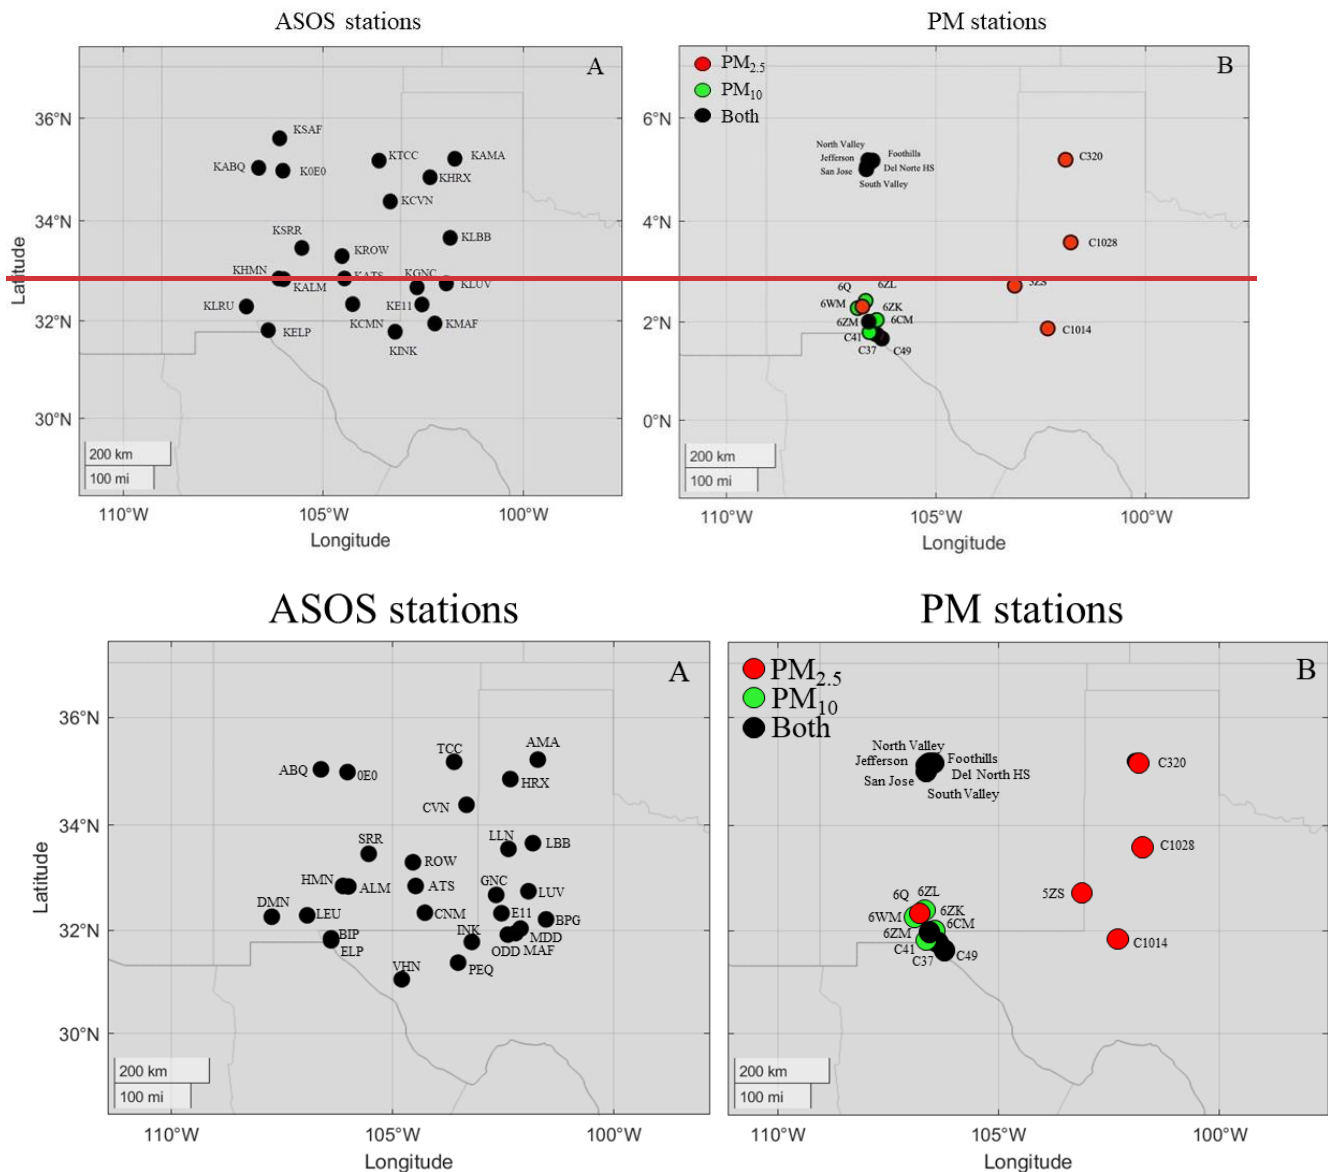 ASOS stations
PM stations
A
KSAF
KABQ
K0E0
KTCC
KAMA
KHRX
KCVN
KSRR
KROW
KLBB
KHMN
KALM
KATS
KGNC
KLUV
KLRU
KELP
KCMN
KE11
KMAF
KINK
36°N
34°N
32°N
30°N
Latitude
200 km
100 mi
110°W
105°W
100°W
Longitude
B
PM2.5
PM10
Both
North Valley
Jefferson
San Jose
Foothills
Del Norte HS
South Valley
C320
C1028
5ZS
C1014
6Q
6ZL
6WM
6ZK
6ZM
6CM
C41
C37
C49
6°N
4°N
2°N
0°N
200 km
100 mi
110°W
105°W
100°W
Longitude
ASOS stations
PM stations
A
ABQ
0E0
TCC
AMA
HRX
CVN
SRR
ROW
LLN
LBB
HMN
ALM
ATS
GNC
LUV
DMN
LEU
CNM
E11
BPG
BIP
ELP
INK
MDD
ODD
MAF
VHN
PEQ
36°N
34°N
32°N
30°N
Latitude
200 km
100 mi
110°W
105°W
100°W
Longitude
B
PM2.5
PM10
Both
North Valley
Jefferson
San Jose
Foothills
Del North HS
South Valley
C320
C1028
5ZS
C1014
6Q
6ZL
6WM
6ZK
6CM
6ZM
C41
C37
C49
200 km
100 mi
110°W
105°W
100°W
Longitude